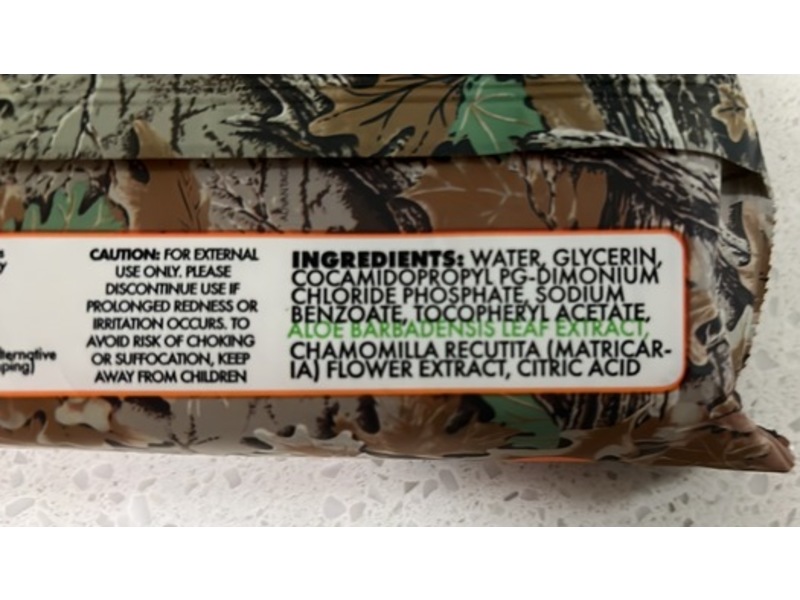 CAUTION: FOR EXTERNAL
USE ONLY. PLEASE
DISCONTINUE USE IF
PROLONGED REDNESS OR
IRRITATION OCCURS. TO
AVOID RISK OF CHOKING
OR SUFFOCATION, KEEP
AWAY FROM CHILDREN
INGREDIENTS: WATER, GLYCERIN,
COCAMIDOPROPYL PG-DIMONIUM
CHLORIDE PHOSPHATE, SODIUM
BENZOATE, TOCOPHERYL ACETATE,
ALOE BARBADENSIS LEAF EXTRACT,
CHAMOMILLA RECUTITA (MATRICAR-
IA) FLOWER EXTRACT, CITRIC ACID